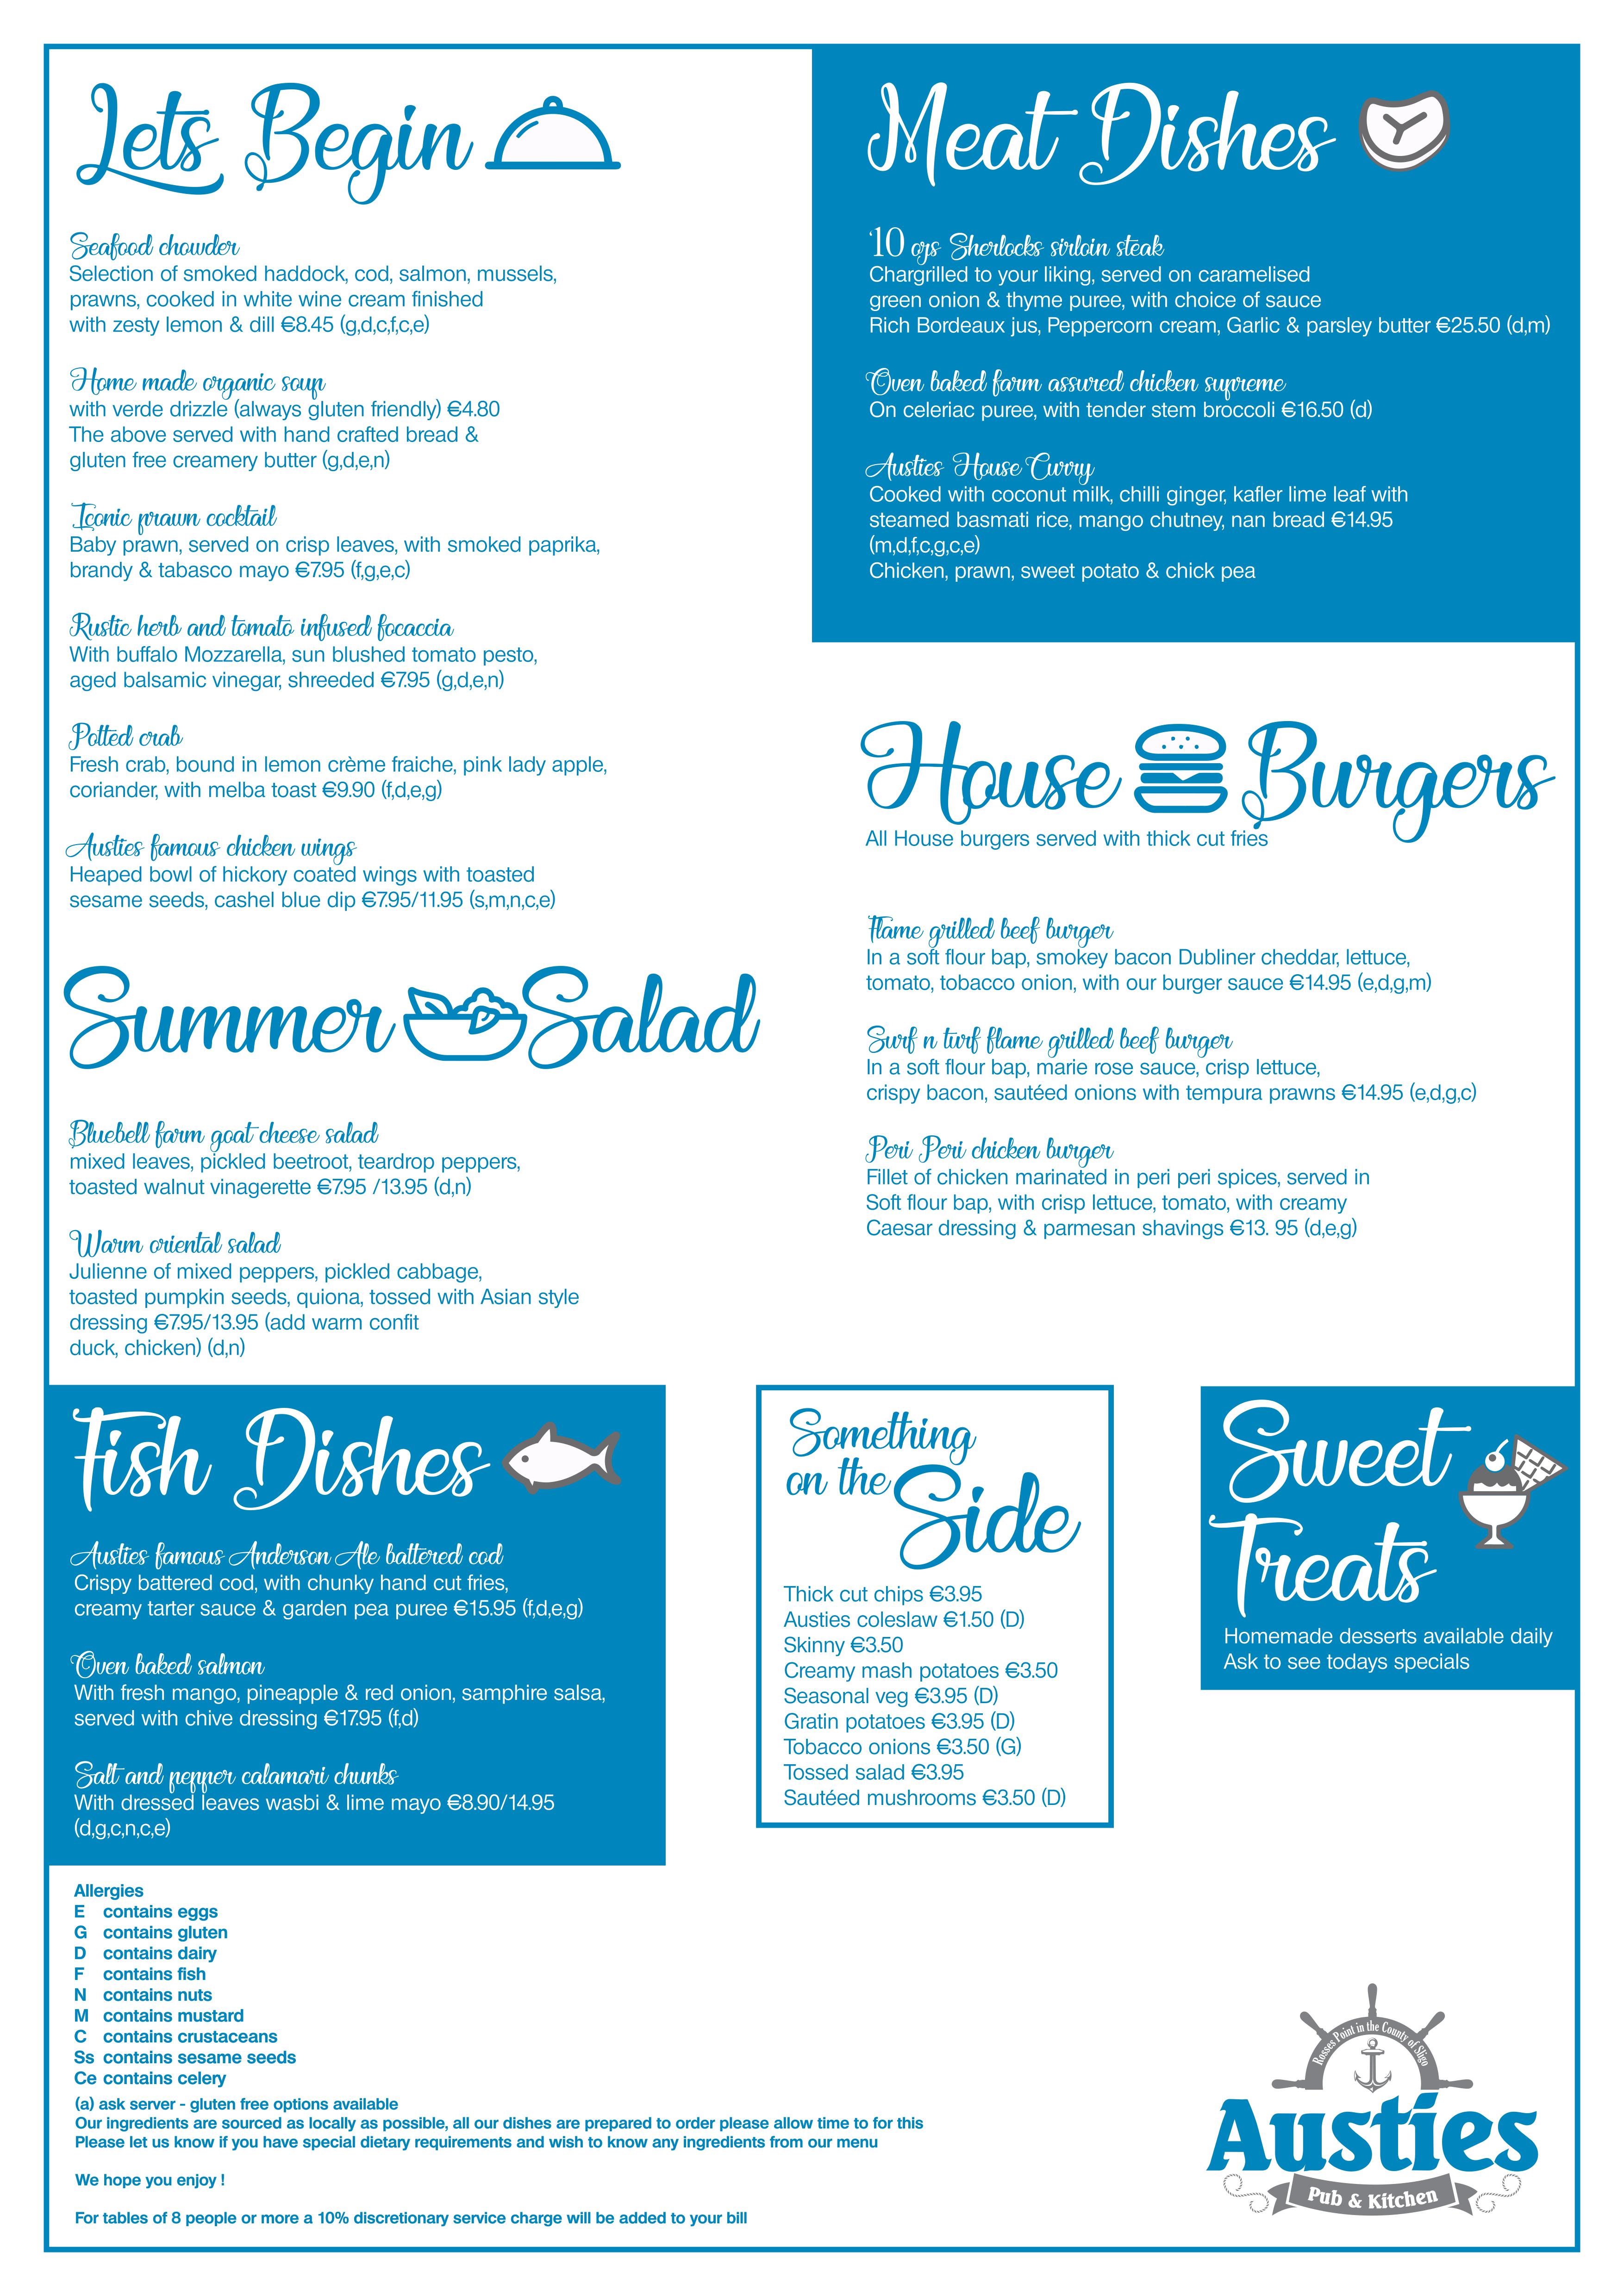 Lets Begin
Seafood chowder
Selection of smoked haddock, cod, salmon, mussels,
prawns, cooked in white wine cream finished
with zesty lemon & dill €8.45 (g,d,c,f,c,e)
Home made organic soup
with verde drizzle (always gluten friendly) €4.80
The above served with hand crafted bread &
gluten free creamery butter (g,d,e,n)
Iconic prawn cocktail
Baby prawn, served on crisp leaves, with smoked paprika,
brandy & tabasco mayo €7.95 (f,g,e,c)
Rustic herb and tomato infused focaccia
With buffalo Mozzarella, sun blushed tomato pesto,
aged balsamic vinegar, shreeded €7.95 (g,d,e,n)
Potted crab
Fresh crab, bound in lemon crème fraiche, pink lady apple,
coriander, with melba toast €9.90 (f,d,e,g)
Austies famous chicken wings
Heaped bowl of hickory coated wings with toasted
sesame seeds, cashel blue dip €7.95/11.95 (s,m,n,c,e)
Summer Salad
Bluebell farm goat cheese salad
mixed leaves, pickled beetroot, teardrop peppers,
toasted walnut vinagerette €7.95 /13.95 (d,n)
Warm oriental salad
Julienne of mixed peppers, pickled cabbage,
toasted pumpkin seeds, quiona, tossed with Asian style
dressing €7.95/13.95 (add warm confit
duck, chicken) (d,n)
Meat Dishes
'10 ozs Sherlocks sirloin steak
Chargrilled to your liking, served on caramelised
green onion & thyme puree, with choice of sauce
Rich Bordeaux jus, Peppercorn cream, Garlic & parsley butter €25.50 (d,m)
Oven baked farm assured chicken supreme
On celeriac puree, with tender stem broccoli €16.50 (d)
Austies House Curry
Cooked with coconut milk, chilli ginger, kafler lime leaf with
steamed basmati rice, mango chutney, nan bread €14.95
(m,d,f,c,g,c,e)
Chicken, prawn, sweet potato & chick pea
House Burgers
All House burgers served with thick cut fries
Flame grilled beef burger
In a soft flour bap, smokey bacon Dubliner cheddar, lettuce,
tomato, tobacco onion, with our burger sauce €14.95 (e,d,g,m)
Surf n turf flame grilled beef burger
In a soft flour bap, marie rose sauce, crisp lettuce,
crispy bacon, sautéed onions with tempura prawns €14.95 (e,d,g,c)
Peri Peri chicken burger
Fillet of chicken marinated in peri peri spices, served in
Soft flour bap, with crisp lettuce, tomato, with creamy
Caesar dressing & parmesan shavings €13. 95 (d,e,g)
Fish Dishes
Austies famous Anderson Ale battered cod
Crispy battered cod, with chunky hand cut fries,
creamy tarter sauce & garden pea puree €15.95 (f,d,e,g)
Oven baked salmon
With fresh mango, pineapple & red onion, samphire salsa,
served with chive dressing €17.95 (f,d)
Salt and pepper calamari chunks
With dressed leaves wasbi & lime mayo €8.90/14.95
(d,g,c,n,c,e)
Something
on the
Side
Thick cut chips €3.95
Austies coleslaw €1.50 (D)
Skinny €3.50
Creamy mash potatoes €3.50
Seasonal veg €3.95 (D)
Gratin potatoes €3.95 (D)
Tobacco onions €3.50 (G)
Tossed salad €3.95
Sautéed mushrooms €3.50 (D)
Sweet
Treats
Homemade desserts available daily
Ask to see todays specials
Allergies
E contains eggs
G contains gluten
D contains dairy
F contains fish
N contains nuts
M contains mustard
C contains crustaceans
Ss contains sesame seeds
Ce contains celery
(a) ask server - gluten free options available
Our ingredients are sourced as locally as possible, all our dishes are prepared to order please allow time to for this
Please let us know if you have special dietary requirements and wish to know any ingredients from our menu
We hope you enjoy !
For tables of 8 people or more a 10% discretionary service charge will be added to your bill
Rosses Point in the County of Sligo
Austies
Pub & Kitchen